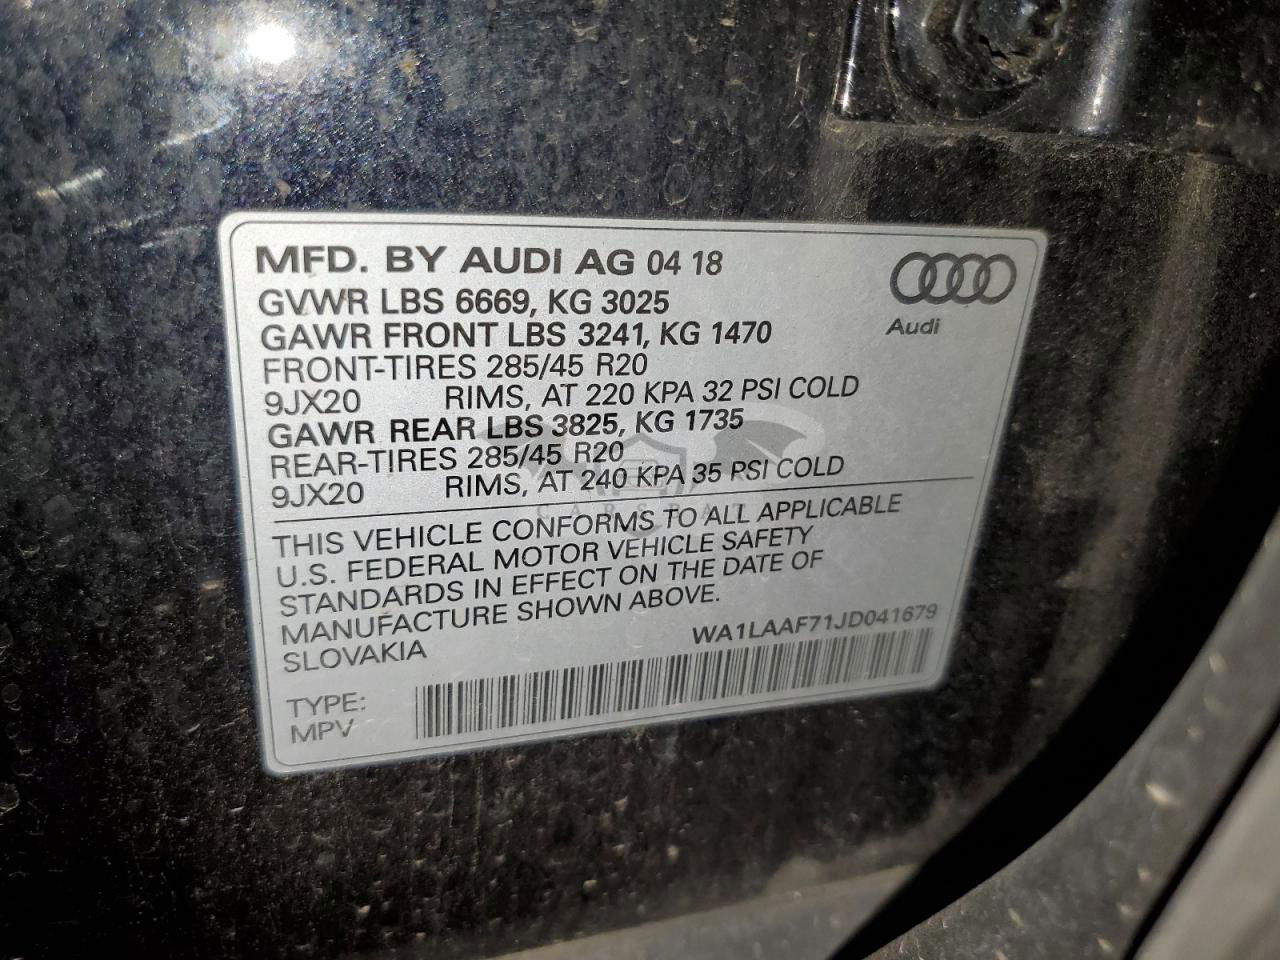 MFD. BY AUDI AG 04 18
GVWR LBS 6669, KG 3025
GAWR FRONT LBS 3241, KG 1470
FRONT-TIRES 285/45 R20
9JX20 RIMS, AT 220 KPA 32 PSI COLD
GAWR REAR LBS 3825, KG 1735
REAR-TIRES 285/45 R20
9JX20 RIMS, AT 240 KPA 35 PSI COLD
Audi
THIS VEHICLE CONFORMS TO ALL APPLICABLE
U.S. FEDERAL MOTOR VEHICLE SAFETY
STANDARDS IN EFFECT ON THE DATE OF
MANUFACTURE SHOWN ABOVE.
SLOVAKIA
WA1LAAF71JD041679
TYPE:
MPV